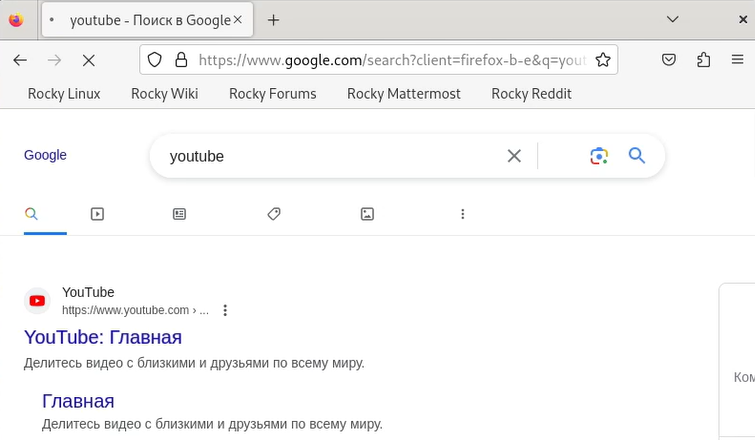 youtube - Поиск в Google
https://www.google.com/search?client=firefox-b-e&q=yout
Rocky Linux Rocky Wiki Rocky Forums Rocky Mattermost Rocky Reddit
Google
youtube
YouTube
https://www.youtube.com › ...
YouTube: Главная
Делитесь видео с близкими и друзьями по всему миру.
Ком
Главная
Делитесь видео с близкими и друзьями по всему миру.